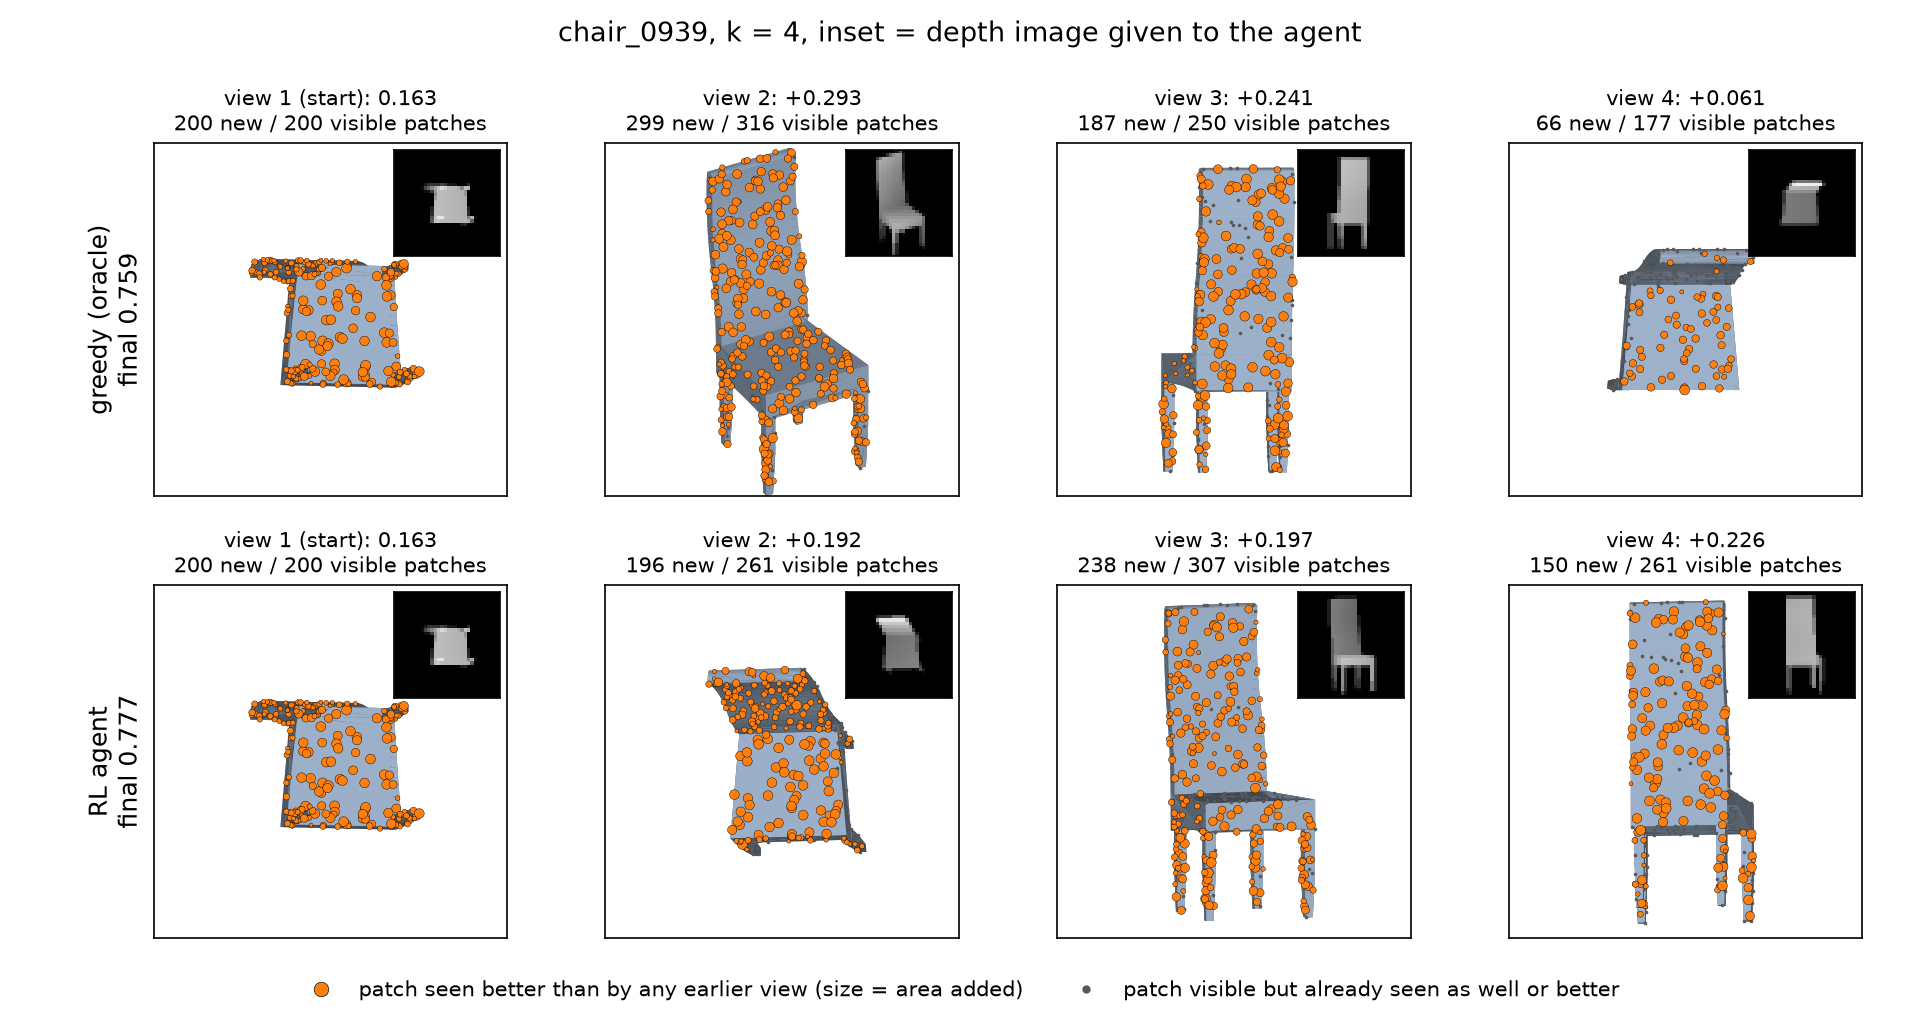 chair_0939, k = 4, inset = depth image given to the agent
view 1 (start): 0.163
200 new / 200 visible patches
view 2: +0.293
299 new / 316 visible patches
view 3: +0.241
187 new / 250 visible patches
view 4: +0.061
66 new / 177 visible patches
greedy (oracle)
final 0.759
view 1 (start): 0.163
200 new / 200 visible patches
view 2: +0.192
196 new / 261 visible patches
view 3: +0.197
238 new / 307 visible patches
view 4: +0.226
150 new / 261 visible patches
RL agent
final 0.777
patch seen better than by any earlier view (size = area added)
patch visible but already seen as well or better